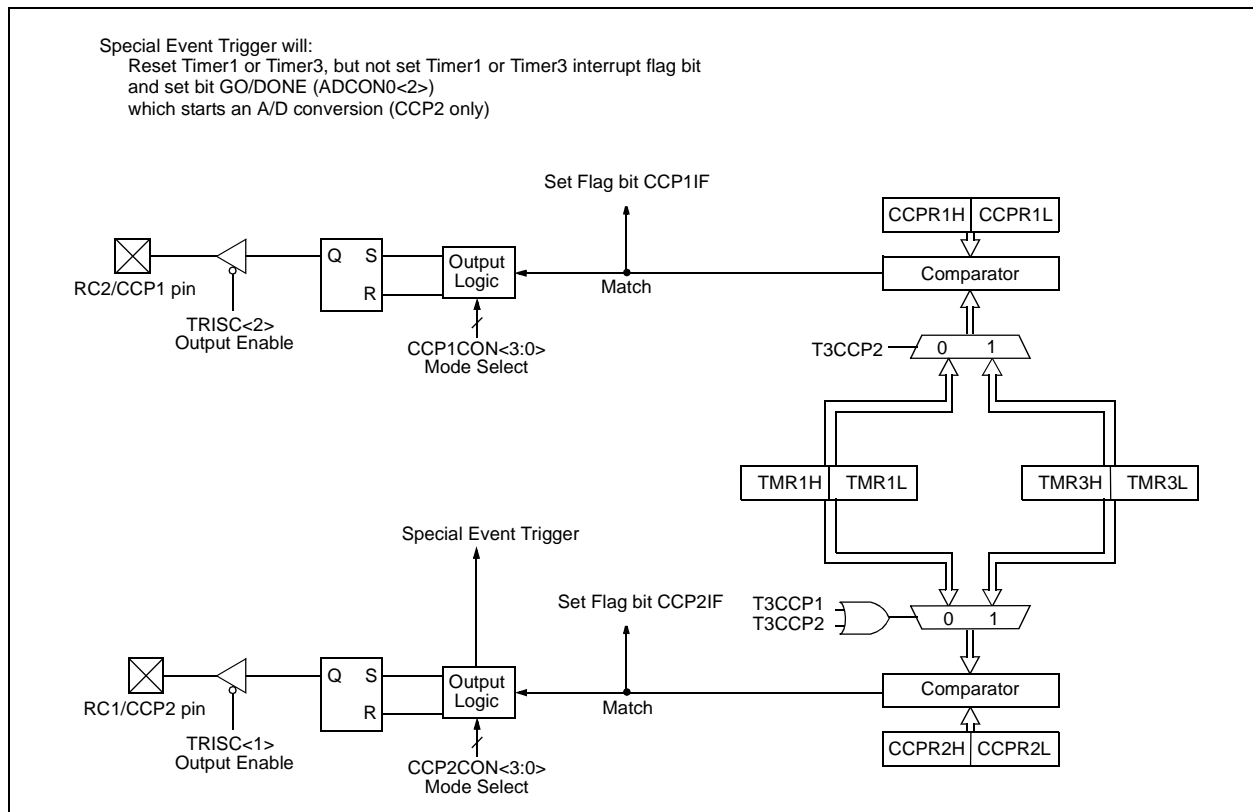 Special Event Trigger will:
Reset Timer1 or Timer3, but not set Timer1 or Timer3 interrupt flag bit
and set bit GO/DONE (ADCON0<2>)
which starts an A/D conversion (CCP2 only)
Set Flag bit CCP1IF
CCPR1H CCPR1L
Q S
R
Output
Logic
Comparator
RC2/CCP1 pin
Match
TRISC<2>
Output Enable
CCP1CON<3:0>
Mode Select
T3CCP2
0 1
TMR1H TMR1L
TMR3H TMR3L
Special Event Trigger
Set Flag bit CCP2IF
T3CCP1
T3CCP2
0 1
Q S
R
Output
Logic
Comparator
RC1/CCP2 pin
Match
TRISC<1>
Output Enable
CCP2CON<3:0>
Mode Select
CCPR2H CCPR2L